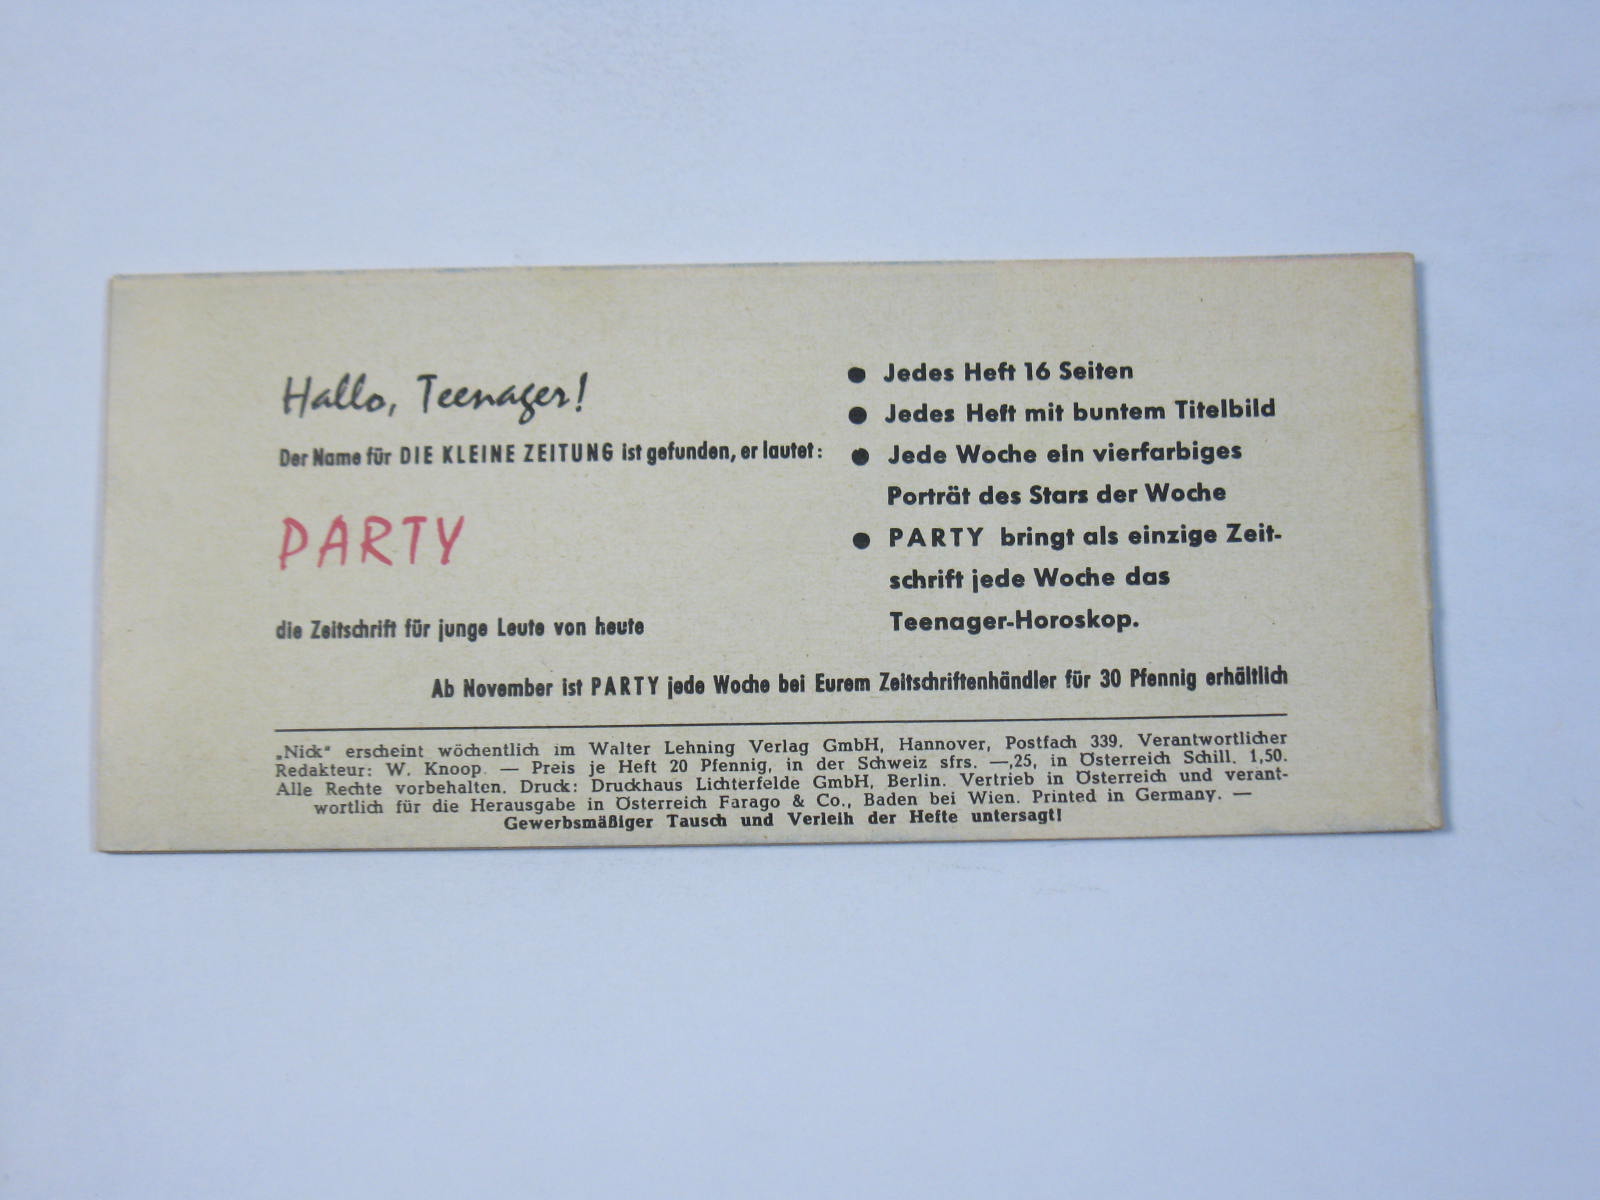 Hallo, Teenager!
Der Name für DIE KLEINE ZEITUNG ist gefunden, er lautet:
PARTY
die Zeitschrift für junge Leute von heute
● Jedes Heft 16 Seiten
● Jedes Heft mit buntem Titelbild
● Jede Woche ein vierfarbiges
Porträt des Stars der Woche
● PARTY bringt als einzige Zeit-
schrift jede Woche das
Teenager-Horoskop.
Ab November ist PARTY jede Woche bei Eurem Zeitschriftenhändler für 30 Pfennig erhältlich
„Nick“ erscheint wöchentlich im Walter Lehning Verlag GmbH, Hannover, Postfach 339. Verantwortlicher
Redakteur: W. Knoop. — Preis je Heft 20 Pfennig, in der Schweiz sfrs. —,25, in Österreich Schill. 1,50.
Alle Rechte vorbehalten. Druck: Druckhaus Lichterfelde GmbH, Berlin. Vertrieb in Österreich und verant-
wortlich für die Herausgabe in Österreich Farago & Co., Baden bei Wien. Printed in Germany. —
Gewerbsmäßiger Tausch und Verleih der Hefte untersagt!